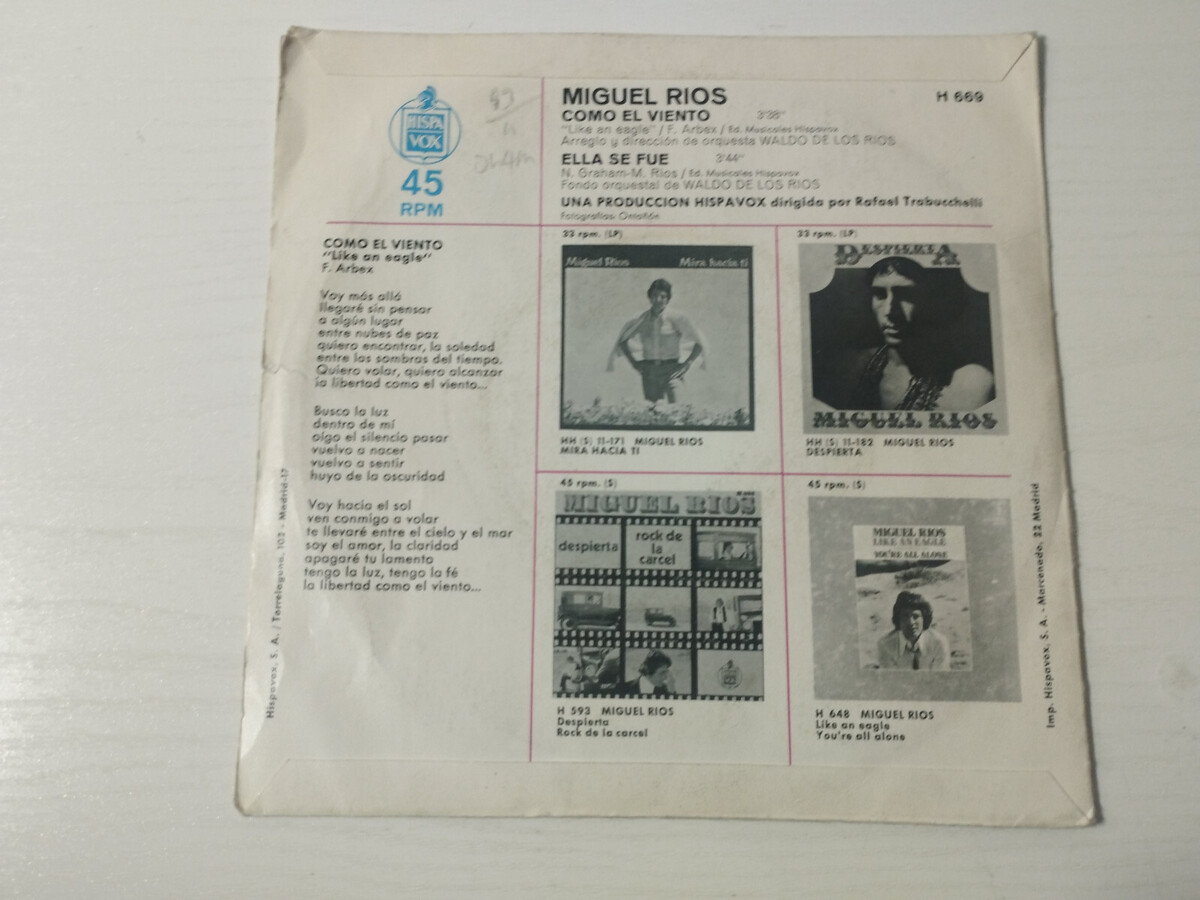 HISPA
VOX
45
RPM
MIGUEL RIOS
H 669
COMO EL VIENTO 3'38"
"Like an eagle" / F. Arbex / Ed. Musicales Hispavox
Arreglo y dirección de orquesta WALDO DE LOS RIOS
ELLA SE FUE 3'44"
N. Graham-M. Rios / Ed. Musicales Hispavox
Fondo orquestal de WALDO DE LOS RIOS
UNA PRODUCCION HISPAVOX dirigida por Rafael Trabucchelli
Fotografías: Ontañón
COMO EL VIENTO
"Like an eagle"
F. Arbex
Voy más allá
llegaré sin pensar
a algún lugar
entre nubes de paz
quiero encontrar, la soledad
entre las sombras del tiempo.
Quiero volar, quiero alcanzar
la libertad como el viento...
Busco la luz
dentro de mí
oigo el silencio pasar
vuelvo a nacer
vuelvo a sentir
huyo de la oscuridad
Voy hacia el sol
ven conmigo a volar
te llevaré entre el cielo y el mar
soy el amor, la claridad
apagaré tu lamento
tengo la luz, tengo la fé
la libertad como el viento...
33 rpm. (LP)
Miguel Rios Mira hacia ti
HH (S) 11-171 MIGUEL RIOS
MIRA HACIA TI
33 rpm. (LP)
DESPIERTA
MIGUEL RIOS
HH (S) 11-182 MIGUEL RIOS
DESPIERTA
45 rpm. (S)
MIGUEL RIOS
despierta
rock de
la
carcel
H 593 MIGUEL RIOS
Despierta
Rock de la carcel
45 rpm. (S)
MIGUEL RIOS
LIKE AN EAGLE
YOU'RE ALL ALONE
H 648 MIGUEL RIOS
Like an eagle
You're all alone
Hispavox, S. A. / Torrelaguna, 102 - Madrid-17
Imp. Hispavox, S. A. - Marcenado, 22 Madrid